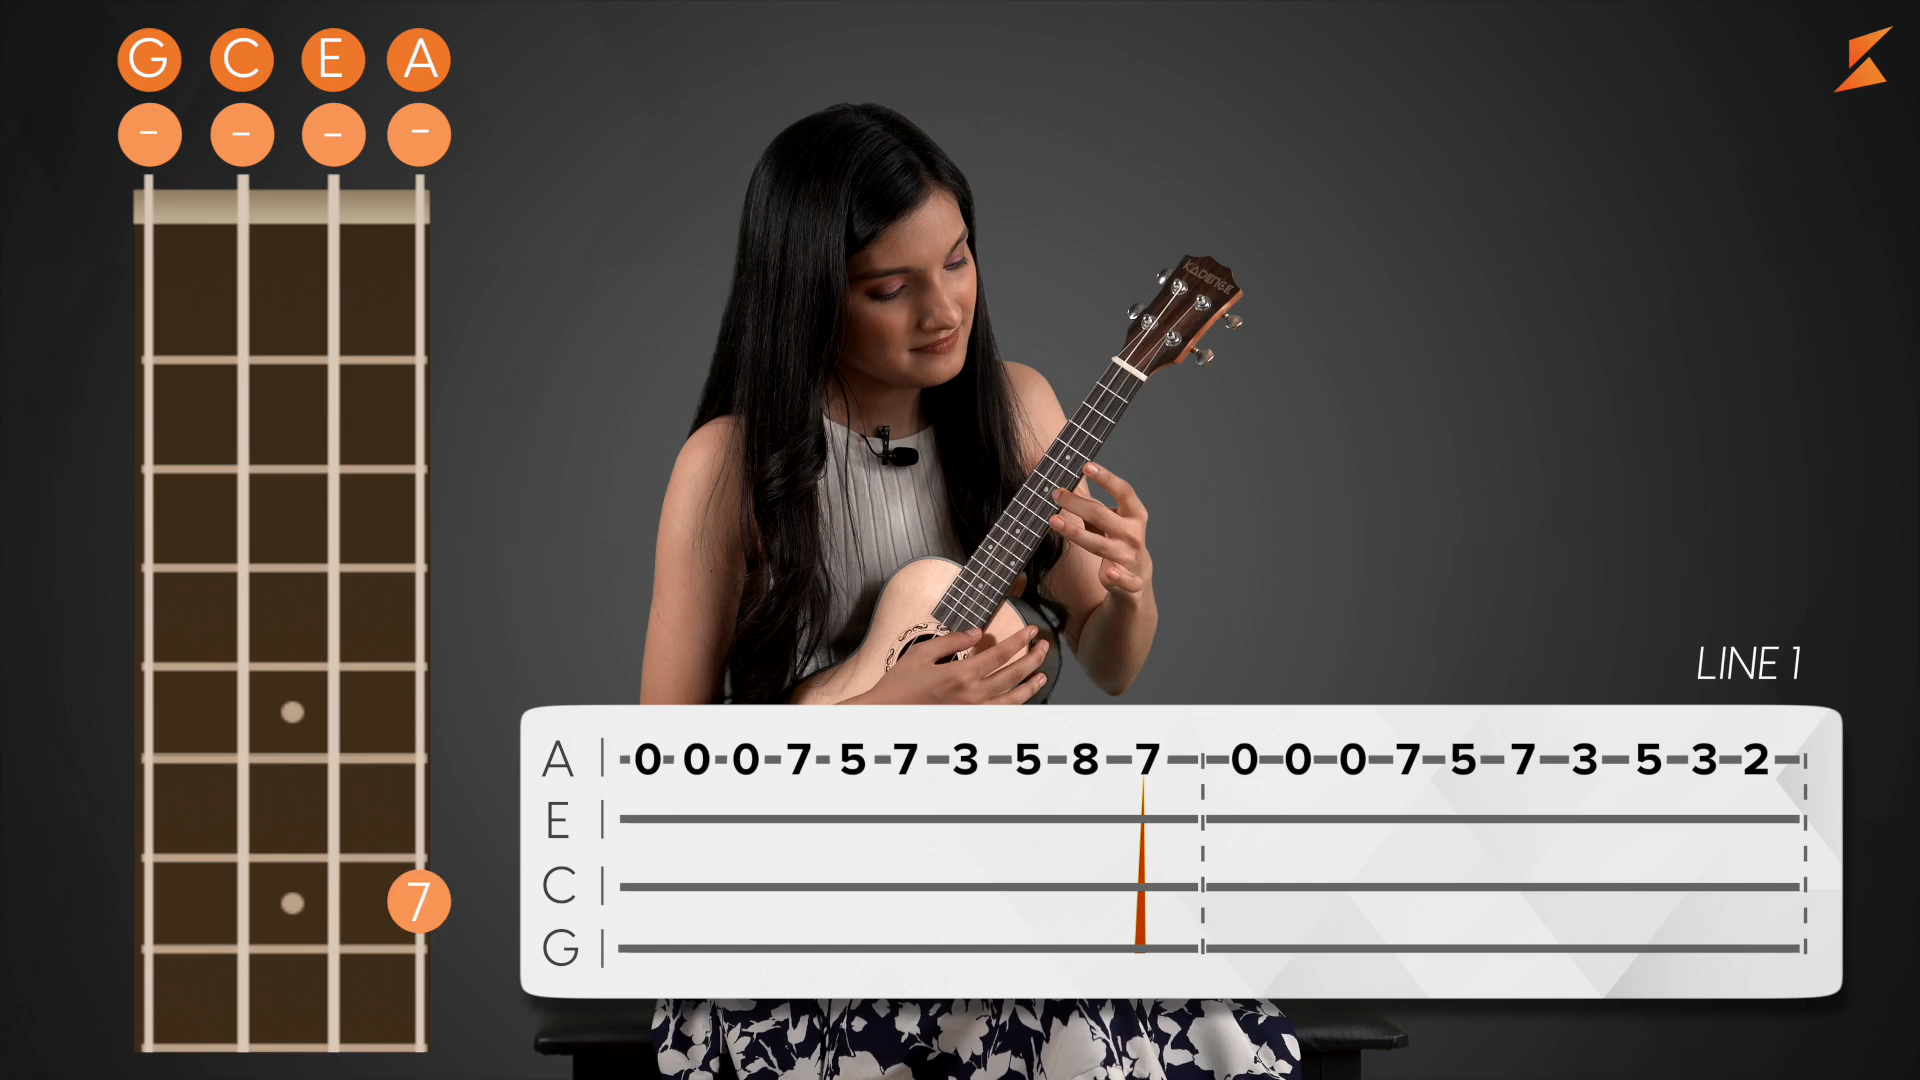 G C E A
- - - -
KADENCE
LINE 1
A | -0-0-0-7-5-7-3-5-8-7--0-0-0-7-5-7-3-5-3-2-
E |
C |
G |
7